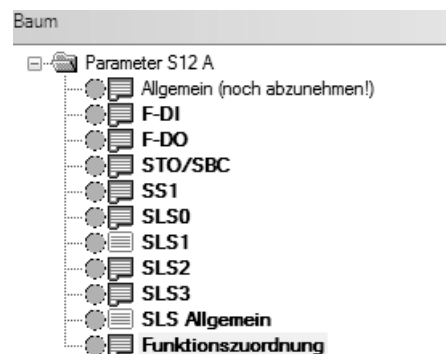 Baum
Parameter S12 A
Allgemein (noch abzunehmen!)
F-DI
F-DO
STO/SBC
SS1
SLS0
SLS1
SLS2
SLS3
SLS Allgemein
Funktionszuordnung